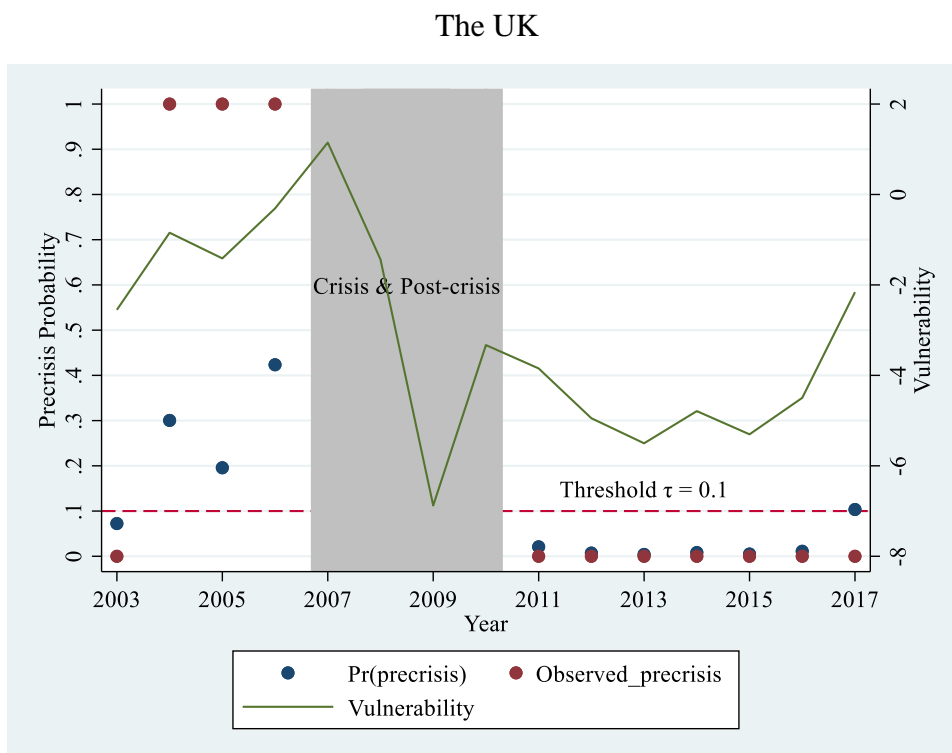 The UK
1
.9
.8
.7
.6
.5
.4
.3
.2
.1
0
Precrisis Probability
2
0
-2
-4
-6
-8
Vulnerability
Crisis & Post-crisis
Threshold τ = 0.1
2003 2005 2007 2009 2011 2013 2015 2017
Year
Pr(precrisis) Observed_precrisis
Vulnerability